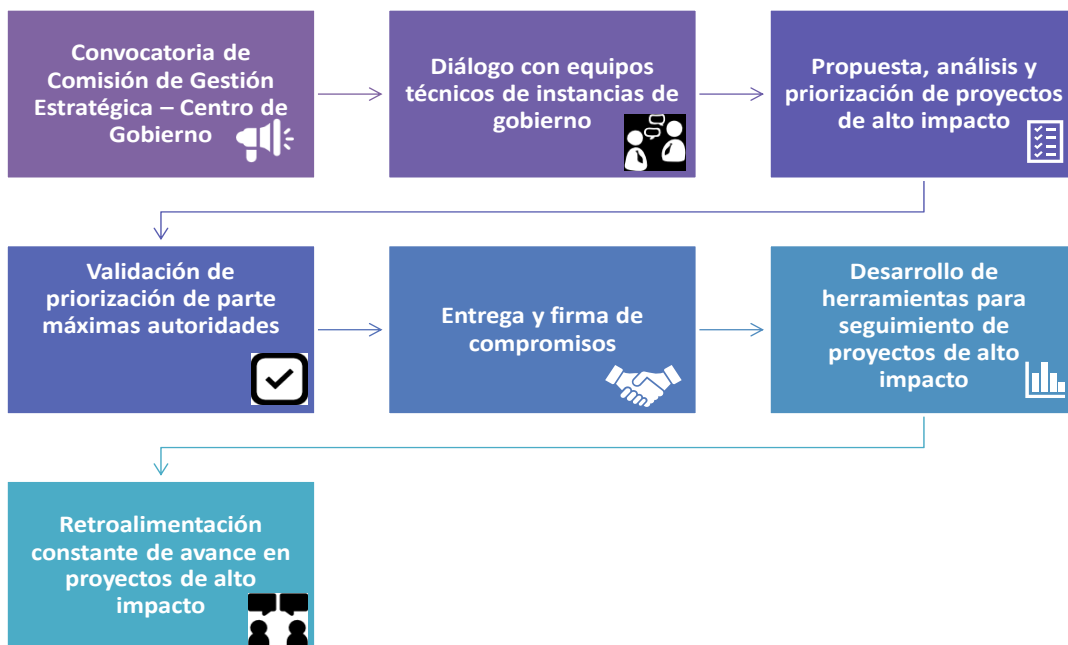 Convocatoria de
Comisión de Gestión
Estratégica – Centro de
Gobierno
Diálogo con equipos
técnicos de instancias de
gobierno
Propuesta, análisis y
priorización de proyectos
de alto impacto
Validación de
priorización de parte
máximas autoridades
Entrega y firma de
compromisos
Desarrollo de
herramientas para
seguimiento de
proyectos de alto
impacto
Retroalimentación
constante de avance en
proyectos de alto
impacto